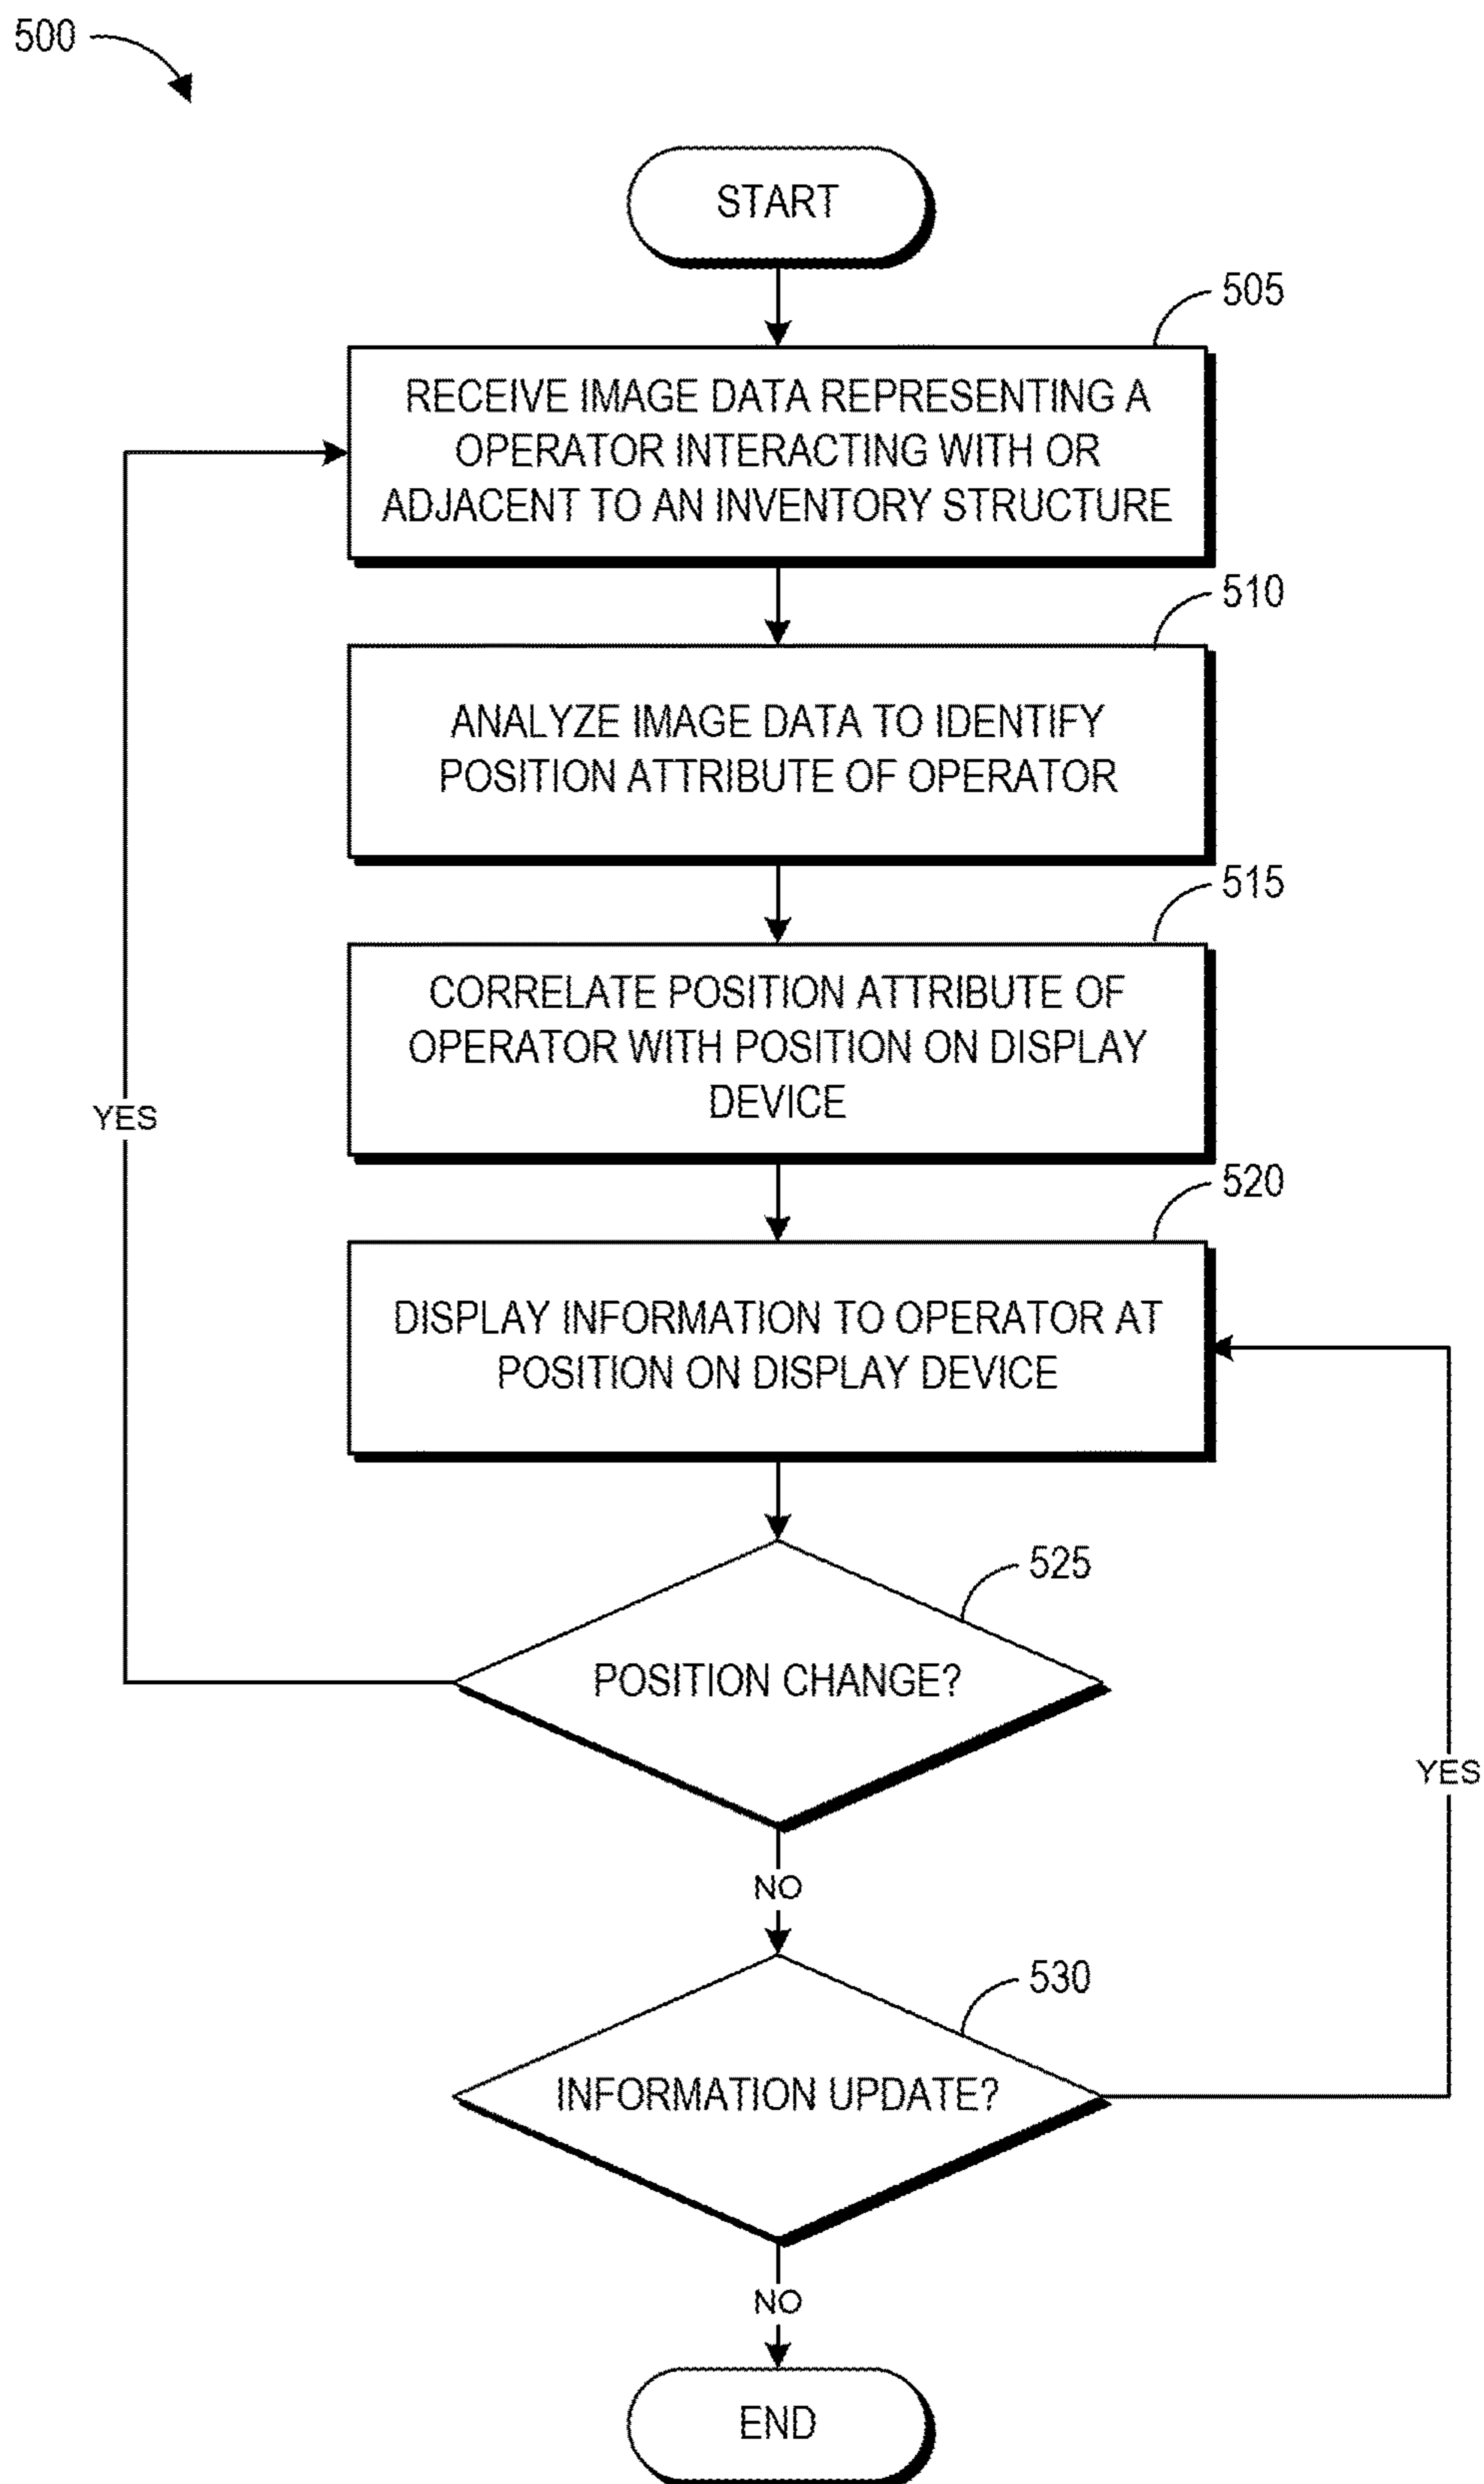 500
START
505
RECEIVE IMAGE DATA REPRESENTING A
OPERATOR INTERACTING WITH OR
ADJACENT TO AN INVENTORY STRUCTURE
510
ANALYZE IMAGE DATA TO IDENTIFY
POSITION ATTRIBUTE OF OPERATOR
515
CORRELATE POSITION ATTRIBUTE OF
OPERATOR WITH POSITION ON DISPLAY
DEVICE
YES
520
DISPLAY INFORMATION TO OPERATOR AT
POSITION ON DISPLAY DEVICE
525
POSITION CHANGE?
YES
NO
530
INFORMATION UPDATE?
NO
END